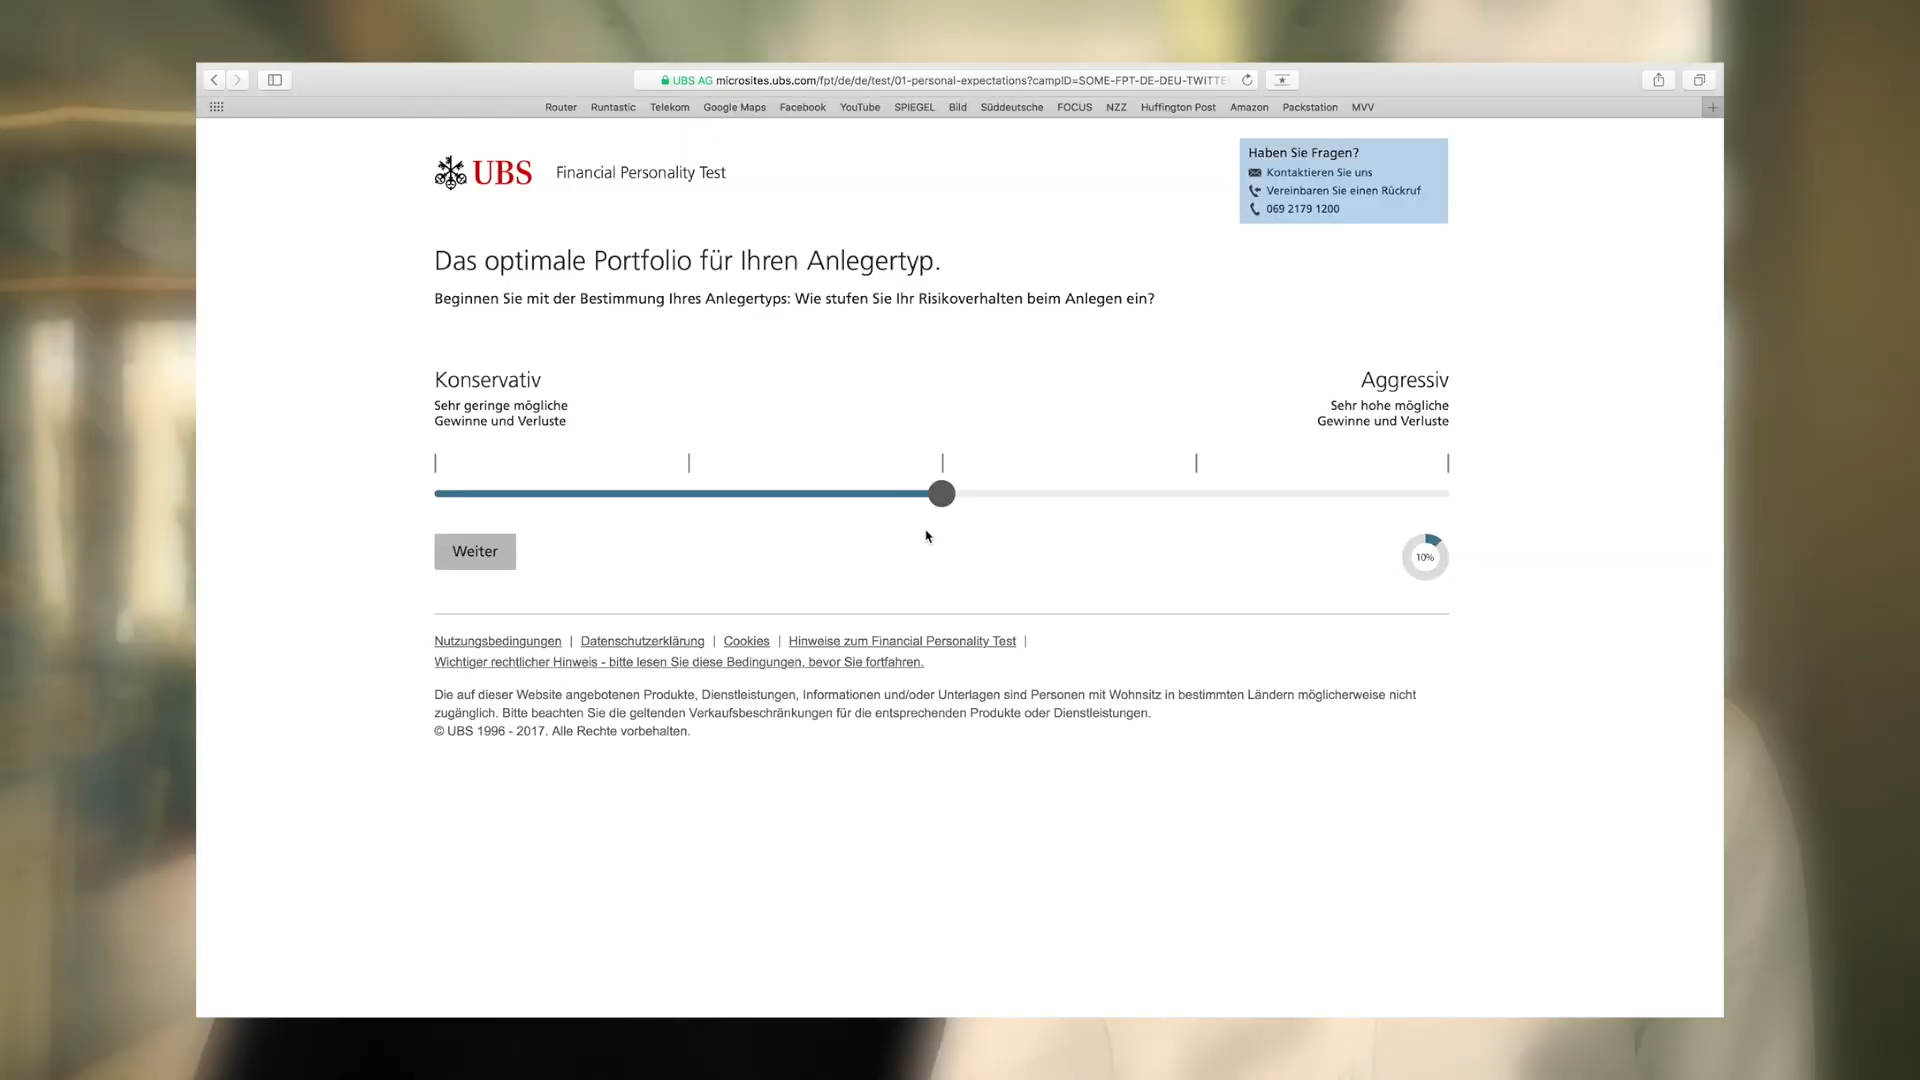 UBS AG microsites.ubs.com/fpt/de/de/test/01-personal-expectations?campID=SOME-FPT-DE-DEU-TWITTE
Router Runtastic Telekom Google Maps Facebook YouTube SPIEGEL Bild Süddeutsche FOCUS NZZ Huffington Post Amazon Packstation MVV
UBS Financial Personality Test
Haben Sie Fragen?
Kontaktieren Sie uns
Vereinbaren Sie einen Rückruf
069 2179 1200
Das optimale Portfolio für Ihren Anlegertyp.
Beginnen Sie mit der Bestimmung Ihres Anlegertyps: Wie stufen Sie Ihr Risikoverhalten beim Anlegen ein?
Konservativ
Sehr geringe mögliche
Gewinne und Verluste
Aggressiv
Sehr hohe mögliche
Gewinne und Verluste
Weiter
10%
Nutzungsbedingungen | Datenschutzerklärung | Cookies | Hinweise zum Financial Personality Test |
Wichtiger rechtlicher Hinweis - bitte lesen Sie diese Bedingungen, bevor Sie fortfahren.
Die auf dieser Website angebotenen Produkte, Dienstleistungen, Informationen und/oder Unterlagen sind Personen mit Wohnsitz in bestimmten Ländern möglicherweise nicht
zugänglich. Bitte beachten Sie die geltenden Verkaufsbeschränkungen für die entsprechenden Produkte oder Dienstleistungen.
© UBS 1996 - 2017. Alle Rechte vorbehalten.